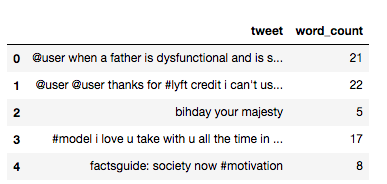 tweet word_count
0 @user when a father is dysfunctional and is s... 21
1 @user @user thanks for #lyft credit i can't us... 22
2 bihday your majesty 5
3 #model i love u take with u all the time in ... 17
4 factsguide: society now #motivation 8